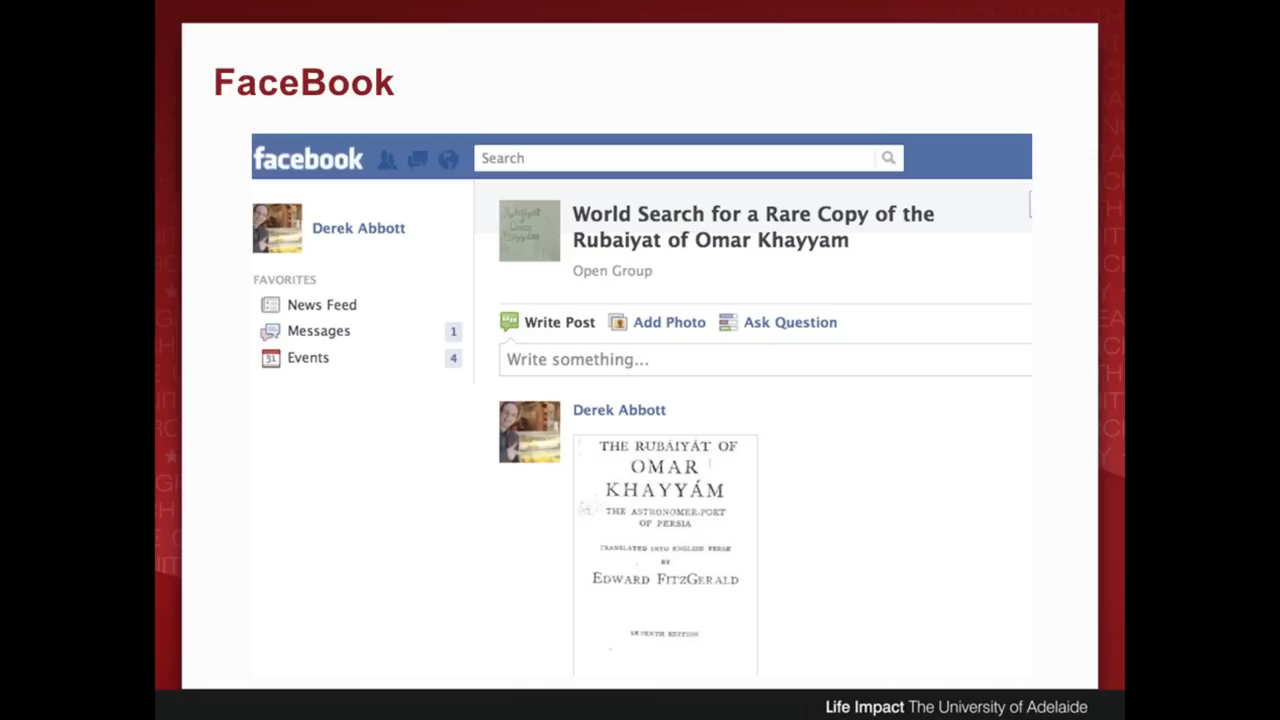 FaceBook
facebook
Search
Derek Abbott
FAVORITES
News Feed
Messages 1
Events 4
World Search for a Rare Copy of the
Rubaiyat of Omar Khayyam
Open Group
Write Post Add Photo Ask Question
Write something...
Derek Abbott
THE RUBÁIYÁT OF
OMAR
KHAYYÁM
THE ASTRONOMER-POET
OF PERSIA
TRANSLATED INTO ENGLISH VERSE
BY
EDWARD FITZGERALD
SEVENTH EDITION
Life Impact The University of Adelaide